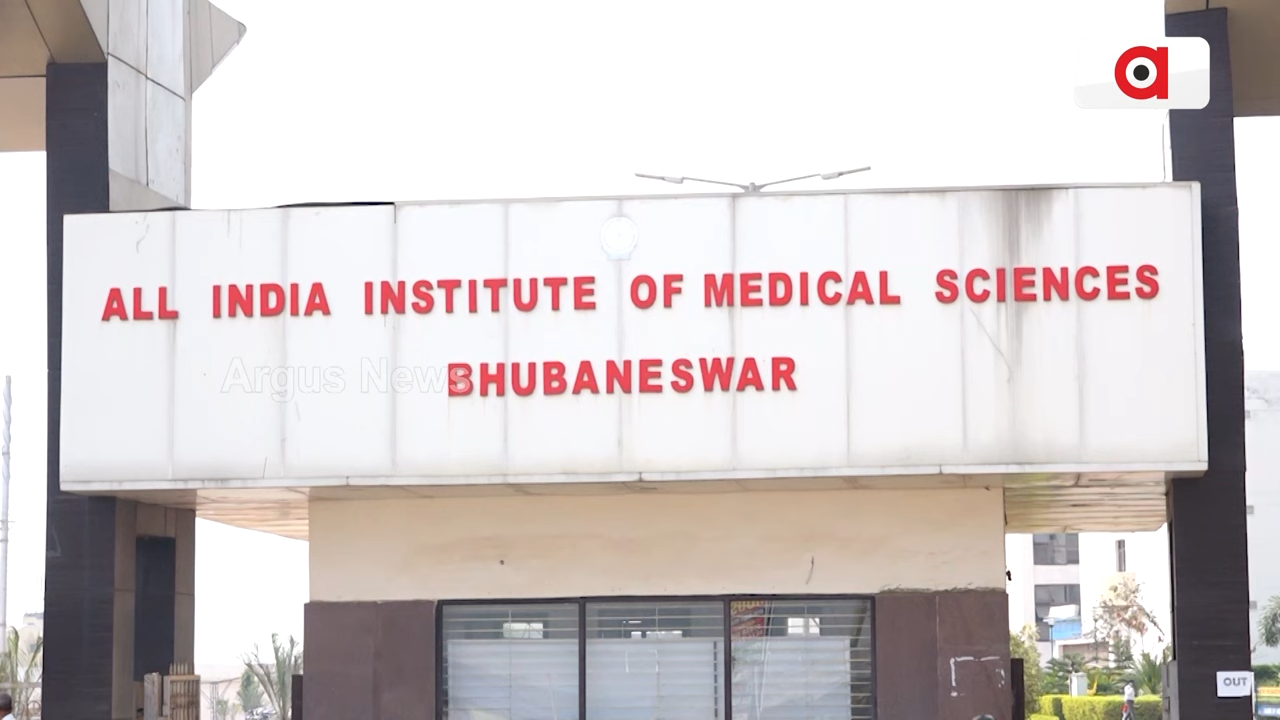 a
ALL INDIA INSTITUTE OF MEDICAL SCIENCES
BHUBANESWAR
Argus News
OUT